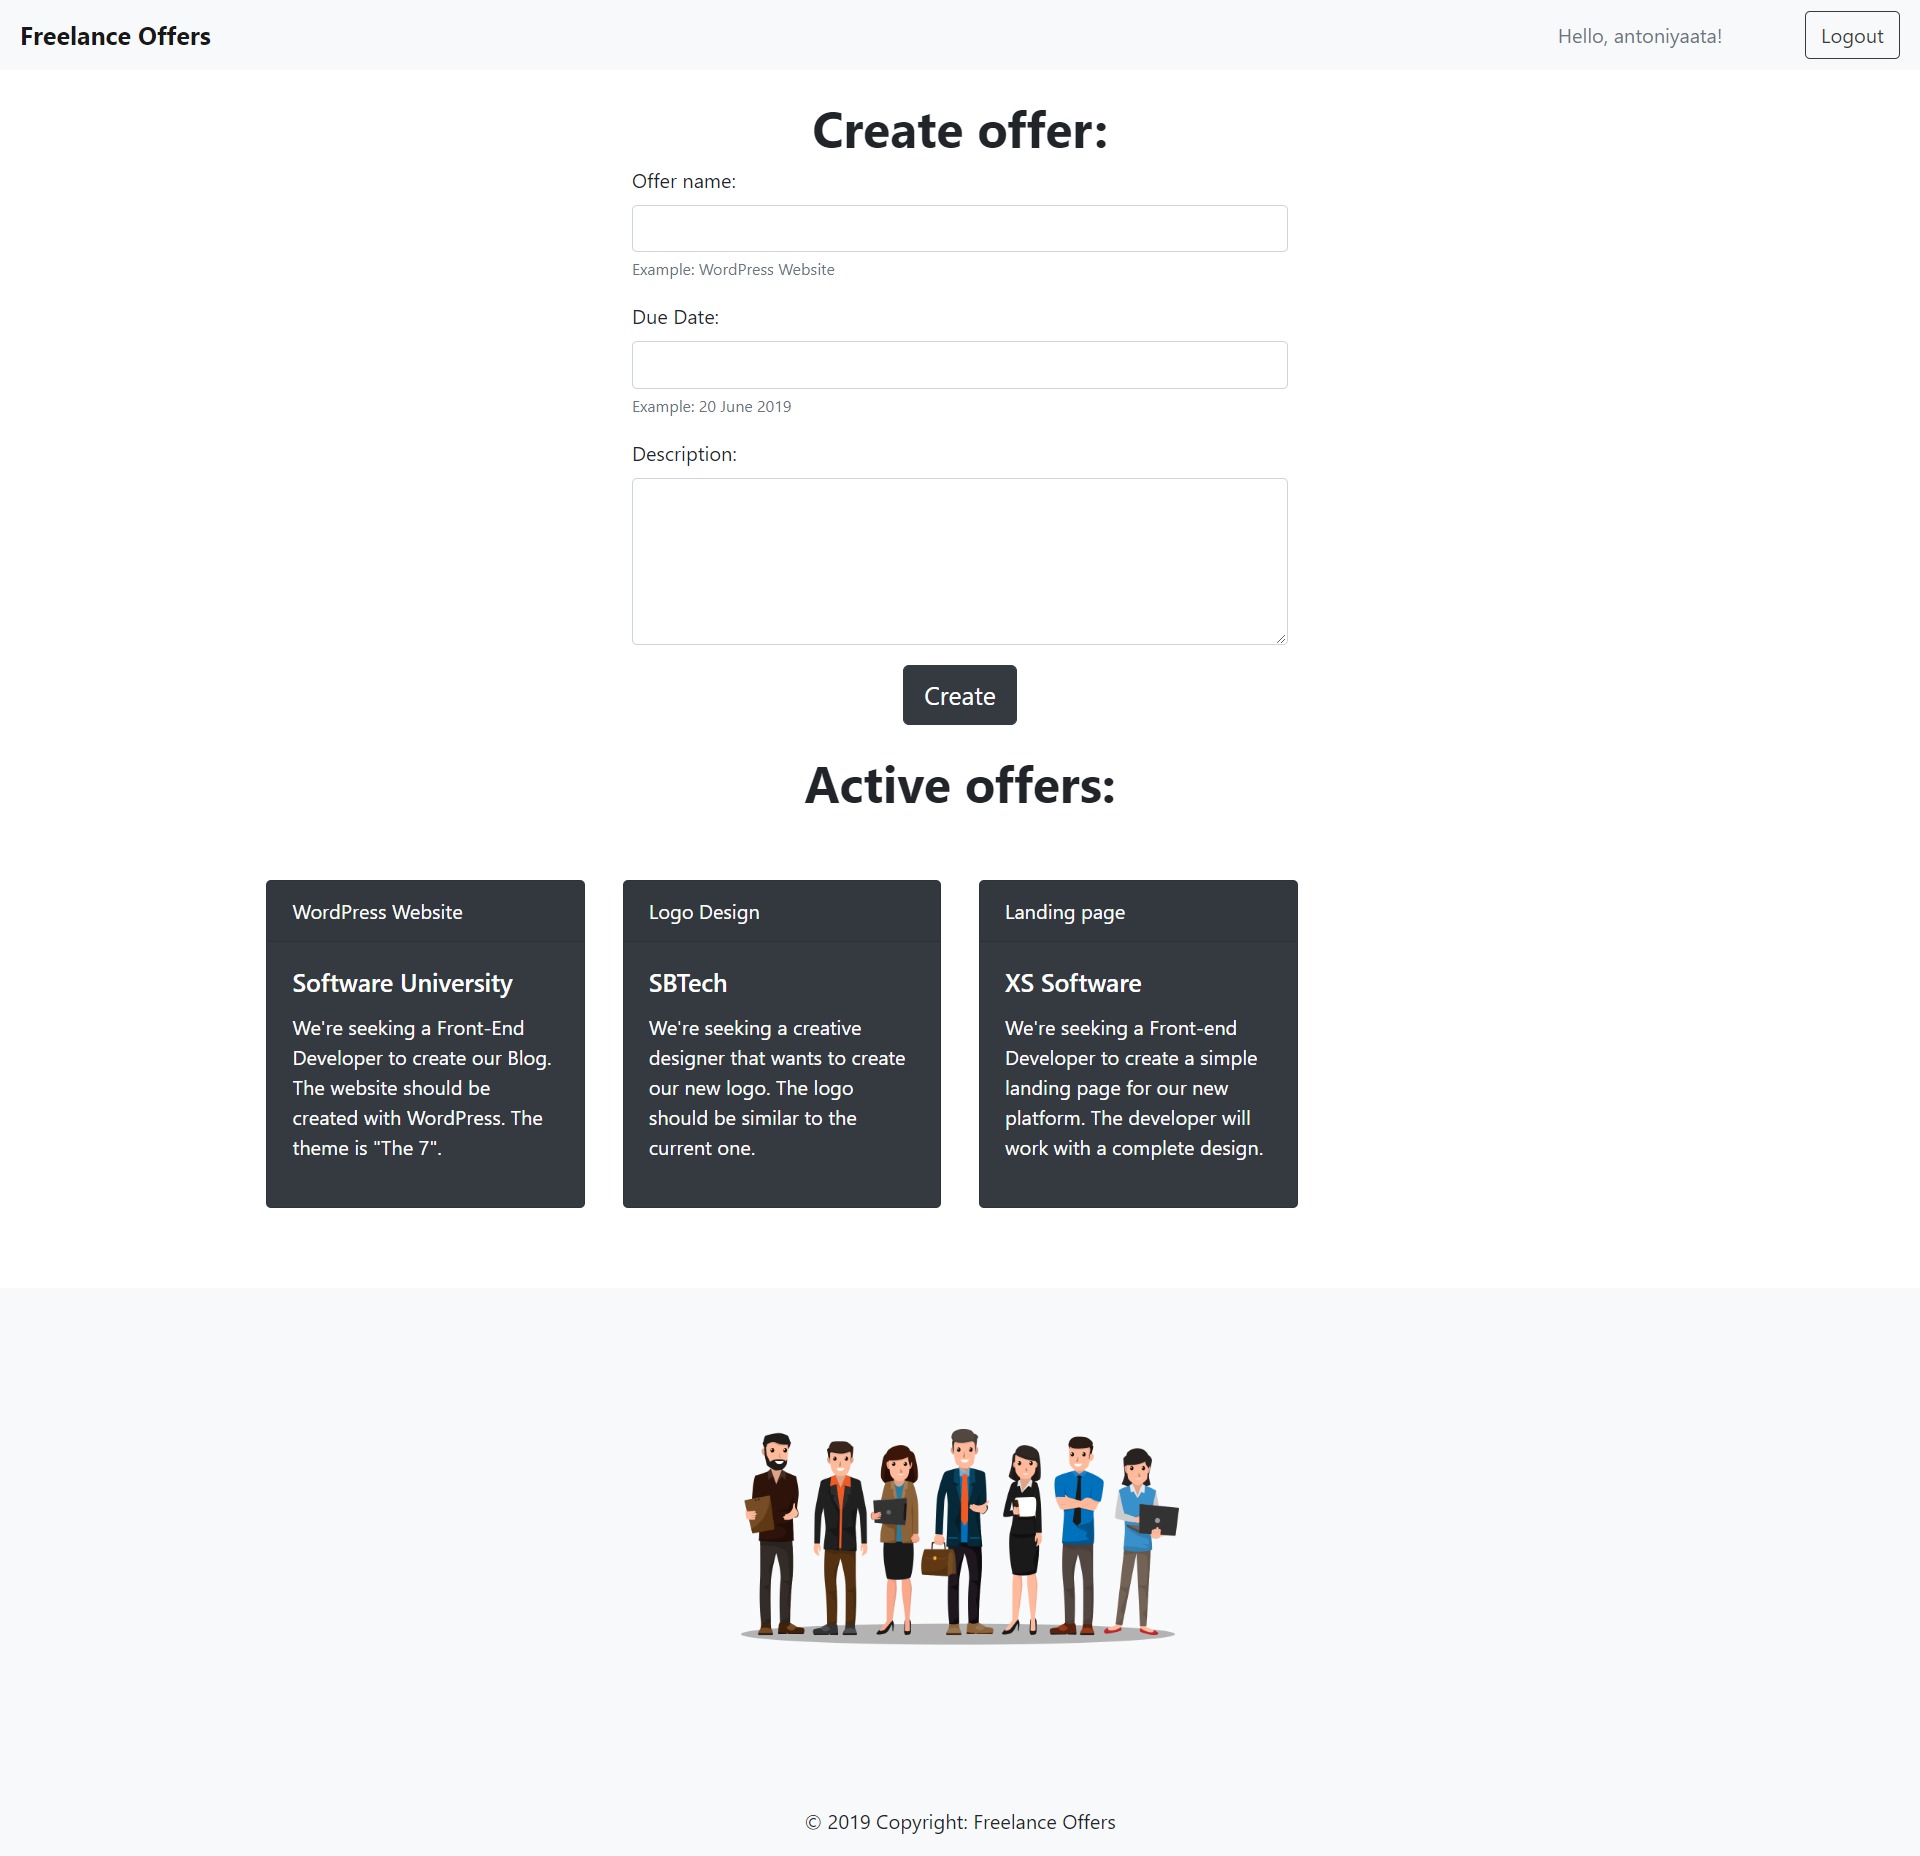 Freelance Offers
Hello, antoniyaata!
Logout
Create offer:
Offer name:
Example: WordPress Website
Due Date:
Example: 20 June 2019
Description:
Create
Active offers:
WordPress Website
Software University
We're seeking a Front-End
Developer to create our Blog.
The website should be
created with WordPress. The
theme is "The 7".
Logo Design
SBTech
We're seeking a creative
designer that wants to create
our new logo. The logo
should be similar to the
current one.
Landing page
XS Software
We're seeking a Front-end
Developer to create a simple
landing page for our new
platform. The developer will
work with a complete design.
© 2019 Copyright: Freelance Offers